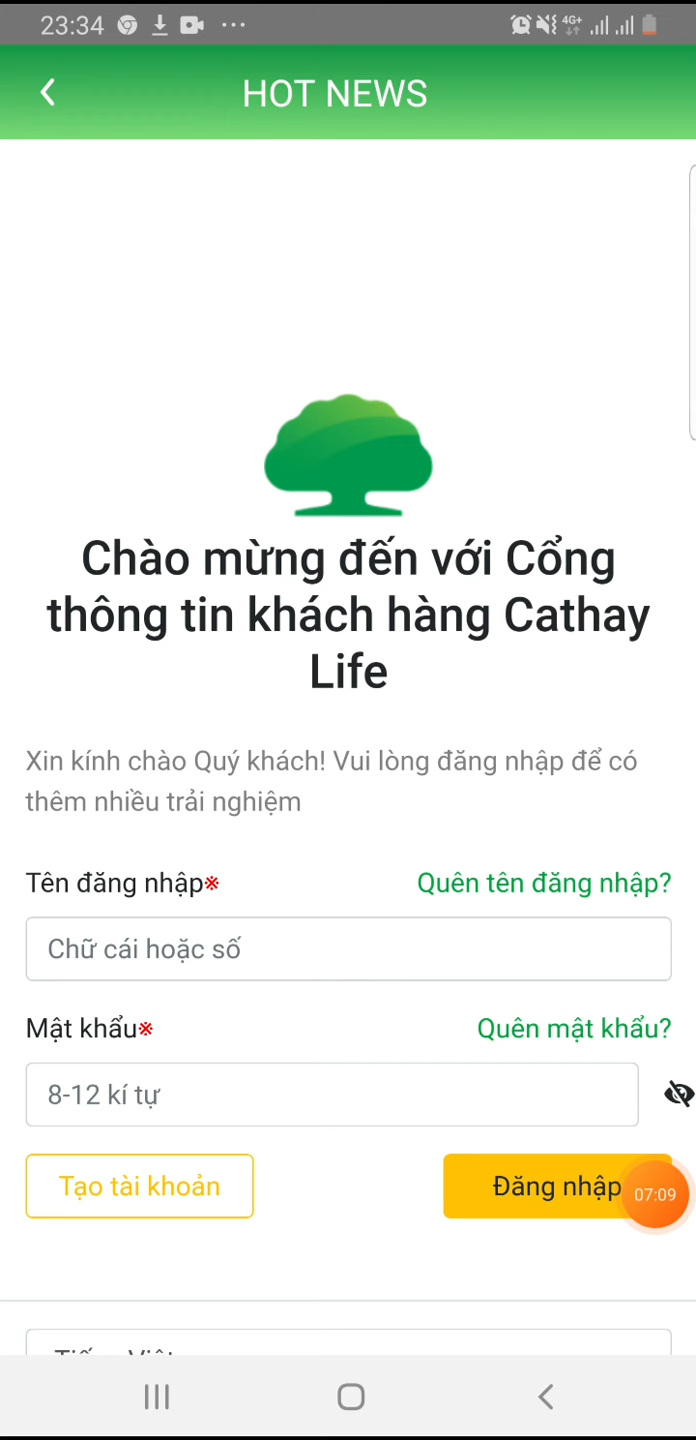 23:34
4G+
HOT NEWS
Chào mừng đến với Cổng
thông tin khách hàng Cathay
Life
Xin kính chào Quý khách! Vui lòng đăng nhập để có
thêm nhiều trải nghiệm
Tên đăng nhập※ Quên tên đăng nhập?
Chữ cái hoặc số
Mật khẩu※ Quên mật khẩu?
8-12 kí tự
Tạo tài khoản Đăng nhập 07:09
Tiếng Việt